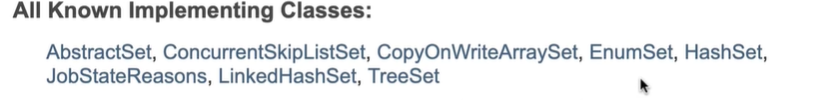 All Known Implementing Classes:
AbstractSet, ConcurrentSkipListSet, CopyOnWriteArraySet, EnumSet, HashSet,
JobStateReasons, LinkedHashSet, TreeSet